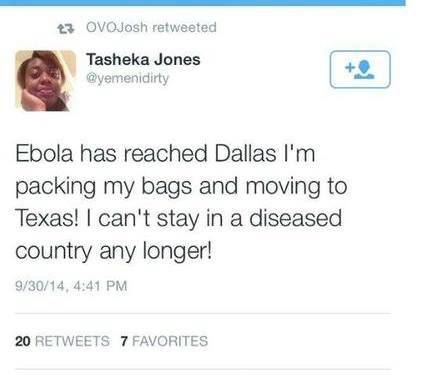 OVOJosh retweeted
Tasheka Jones
@yemenidirty
Ebola has reached Dallas I'm
packing my bags and moving to
Texas! I can't stay in a diseased
country any longer!
9/30/14, 4:41 PM
20 RETWEETS 7 FAVORITES